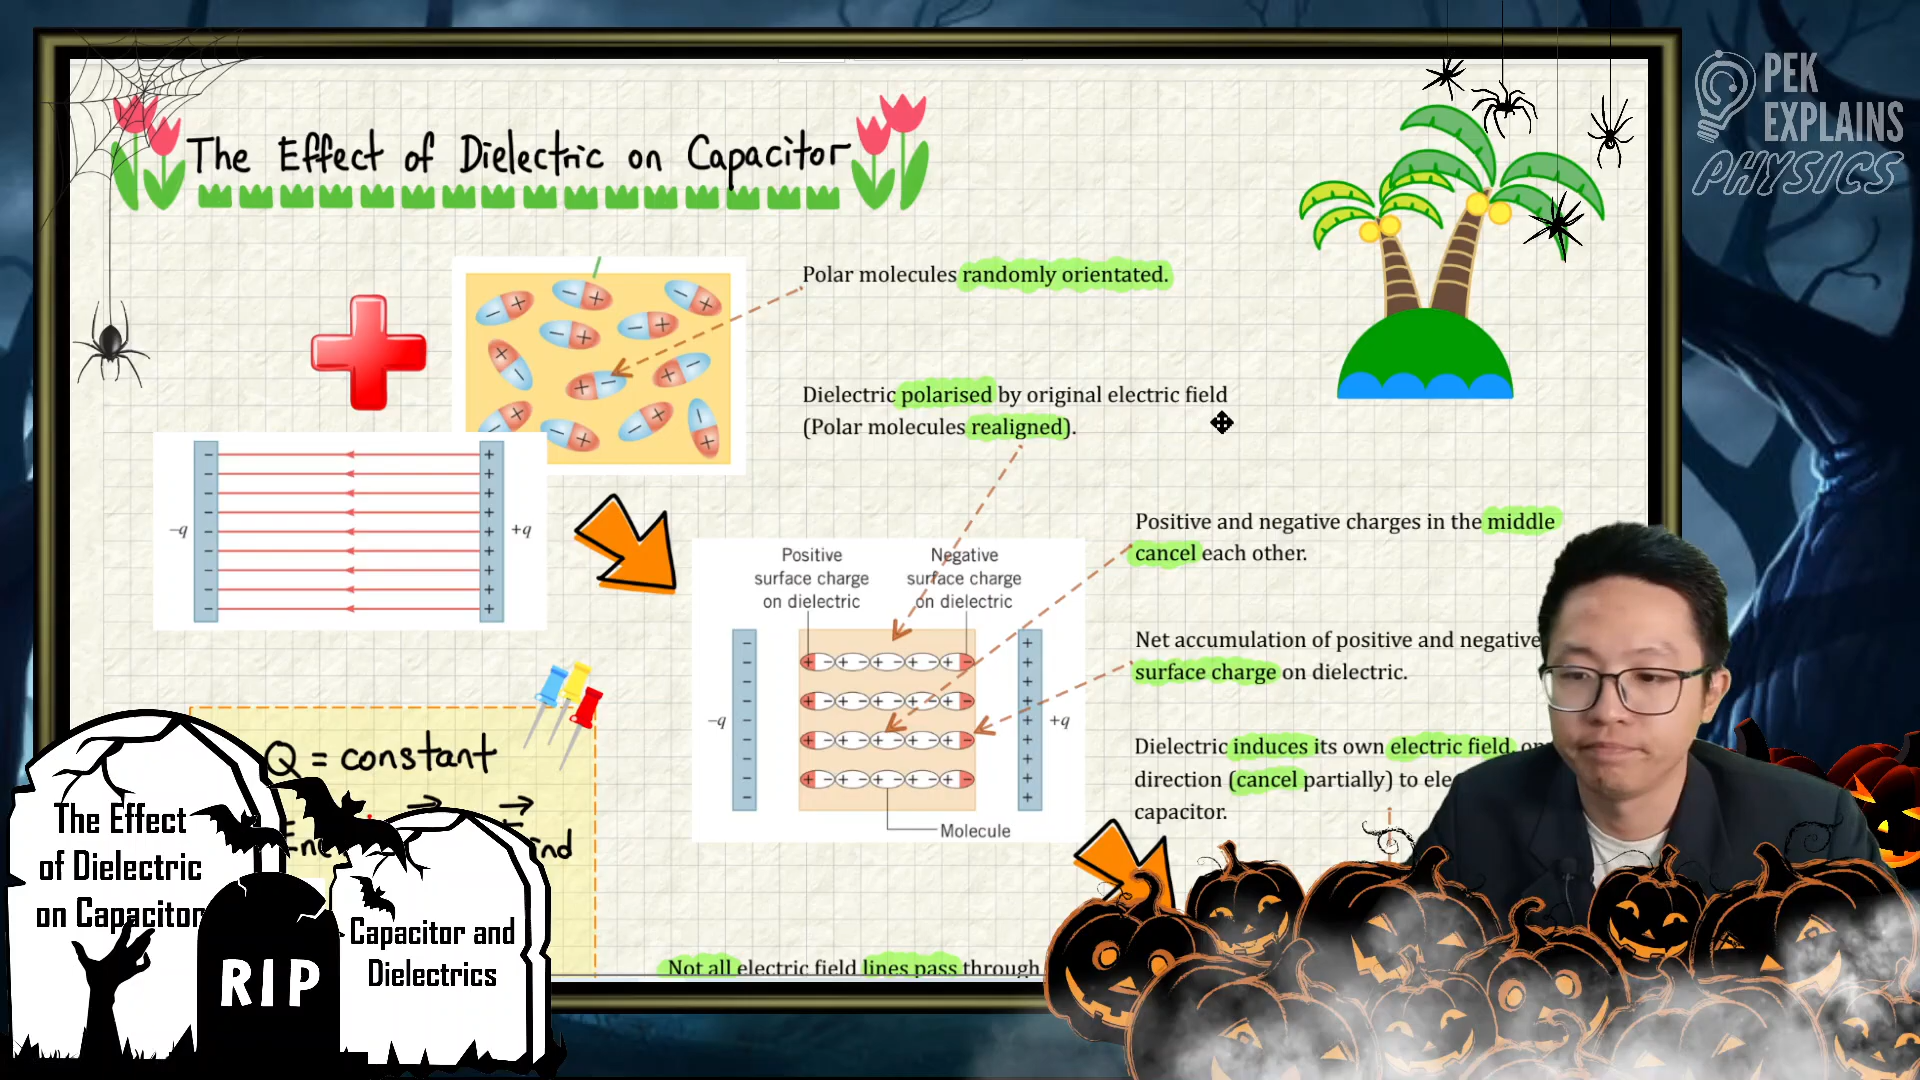 PEK
EXPLAINS
PHYSICS
The Effect of Dielectric on Capacitor
Polar molecules randomly orientated.
Dielectric polarised by original electric field
(Polar molecules realigned).
-q
+q
Positive and negative charges in the middle
cancel each other.
Positive
surface charge
on dielectric
Negative
surface charge
on dielectric
Net accumulation of positive and negative
surface charge on dielectric.
-q
+q
Dielectric induces its own electric field,
direction (cancel partially) to
capacitor.
Molecule
Q = constant
The Effect
of Dielectric
on Capacitor
RIP
Capacitor and
Dielectrics
Not all electric field lines pass through